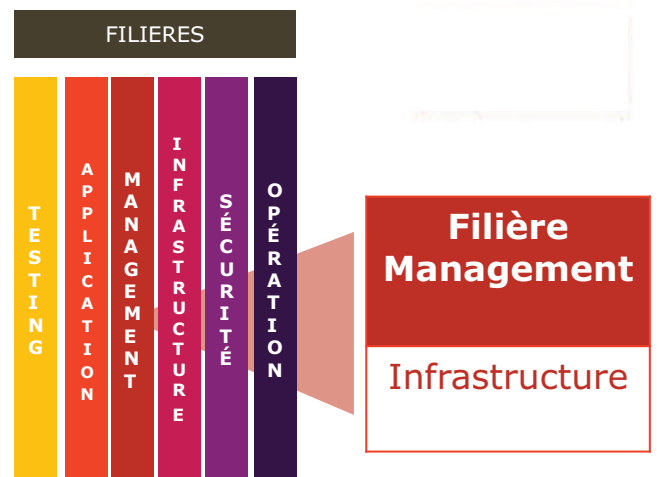 FILIERES
TESTING
APPLICATION
MANAGEMENT
INFRASTRUCTURE
SÉCURITÉ
OPÉRATION
Filière
Management
Infrastructure